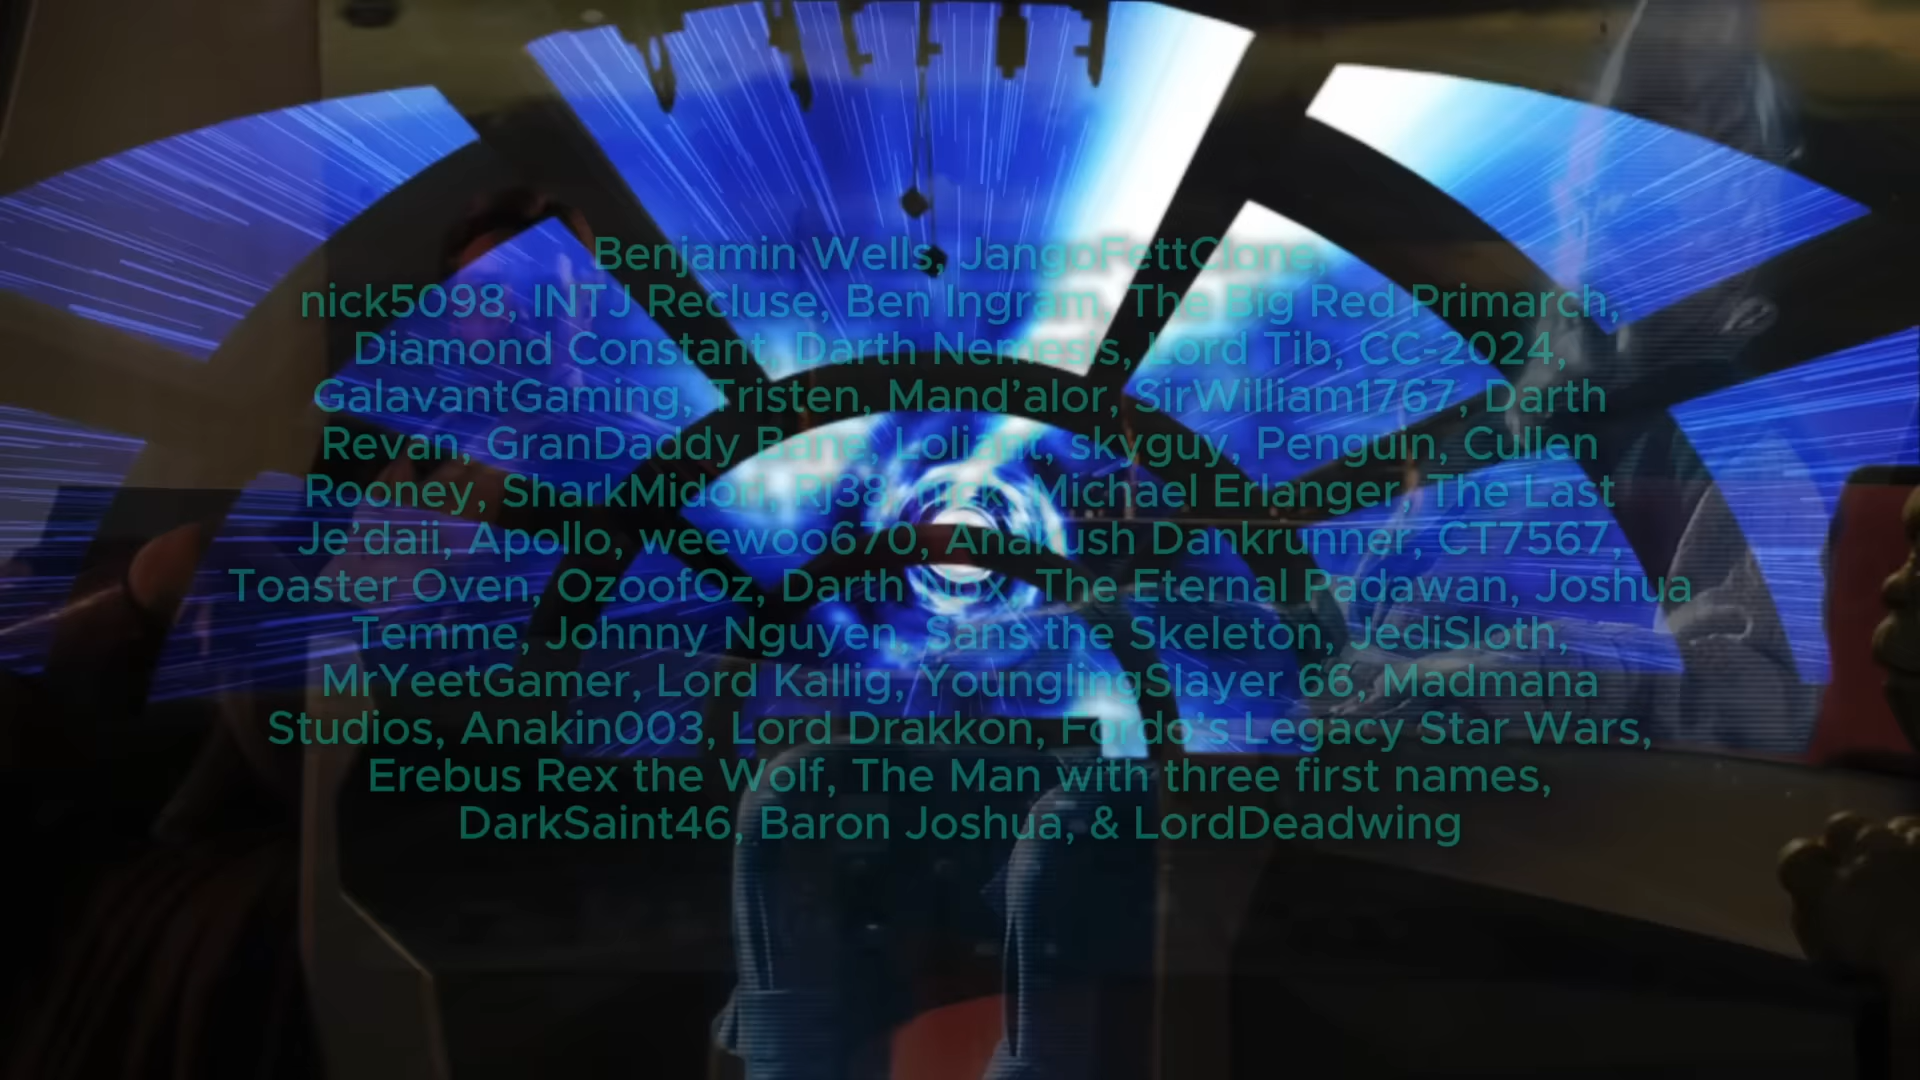 Benjamin Wells, JangoFettClone,
nick5098, INTJ Recluse, Ben Ingram, The Big Red Primarch,
Diamond Constant, Darth Nemesis, Lord Tib, CC-2024,
GalavantGaming, Tristen, Mand’alor, SirWilliam1767, Darth
Revan, GranDaddy Bane, Loliant, skyguy, Penguin, Cullen
Rooney, SharkMidori, Rj38, nick, Michael Erlanger, The Last
Je’daii, Apollo, weewoo670, Anakush Dankrunner, CT7567,
Toaster Oven, OzoofOz, Darth Nox, The Eternal Padawan, Joshua
Temme, Johnny Nguyen, Sans the Skeleton, JediSloth,
MrYeetGamer, Lord Kallig, YounglingSlayer 66, Madmana
Studios, Anakin003, Lord Drakkon, Fordo’s Legacy Star Wars,
Erebus Rex the Wolf, The Man with three first names,
DarkSaint46, Baron Joshua, & LordDeadwing